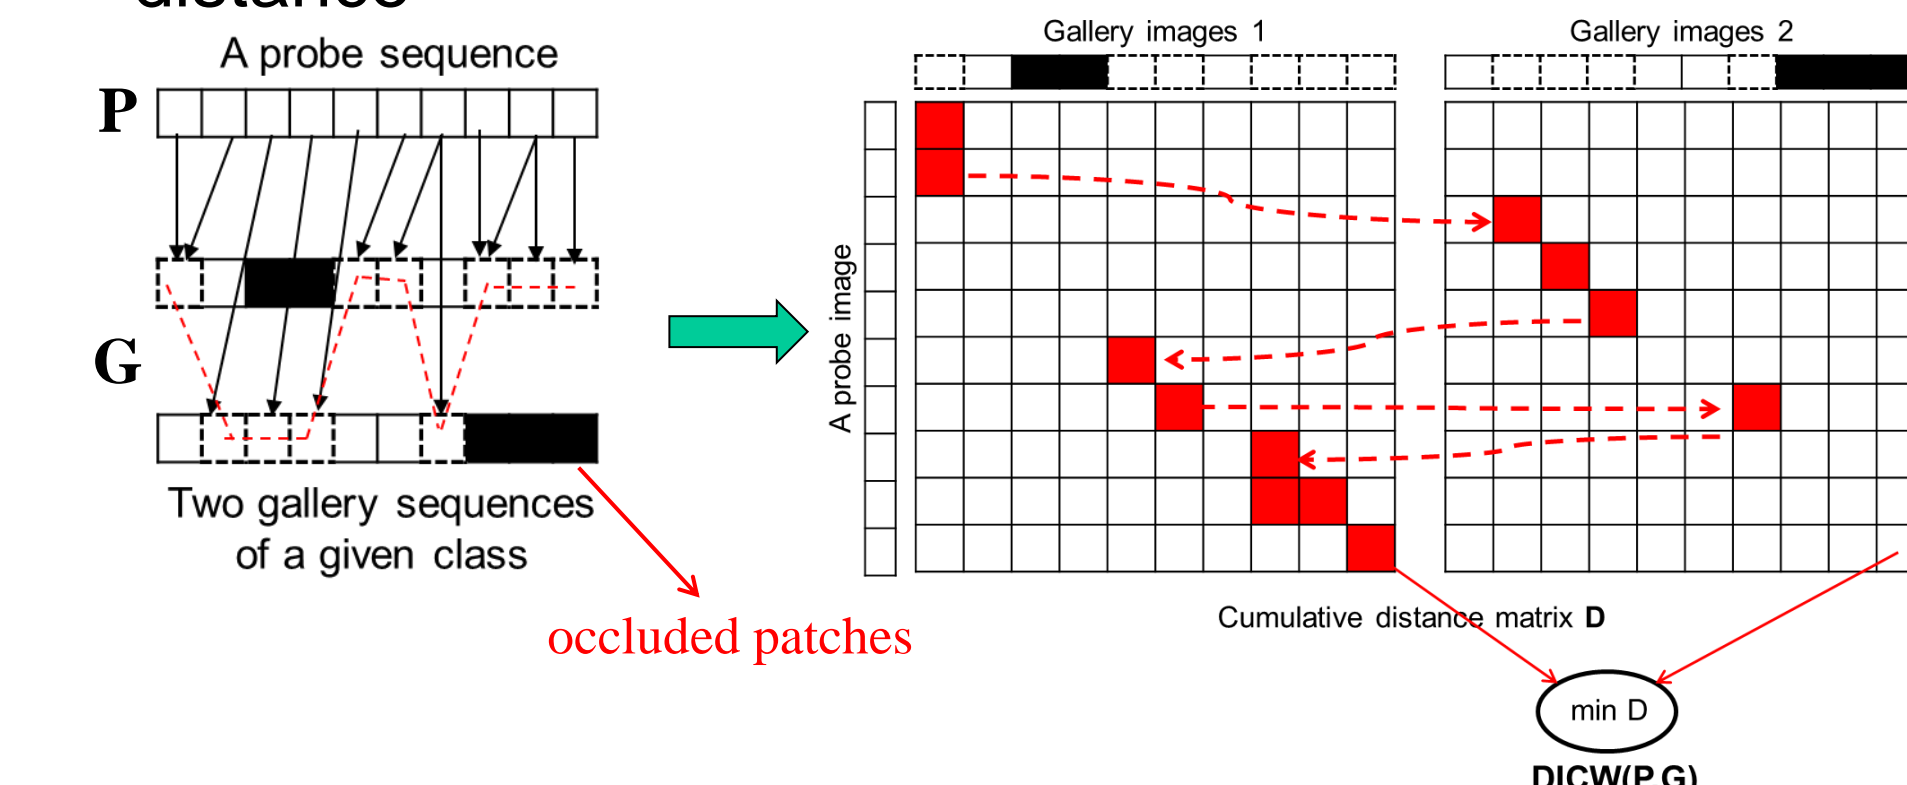 distance
A probe sequence
P
G
Two gallery sequences
of a given class
occluded patches
Gallery images 1
Gallery images 2
A probe image
Cumulative distance matrix D
min D
DICW(P,G)